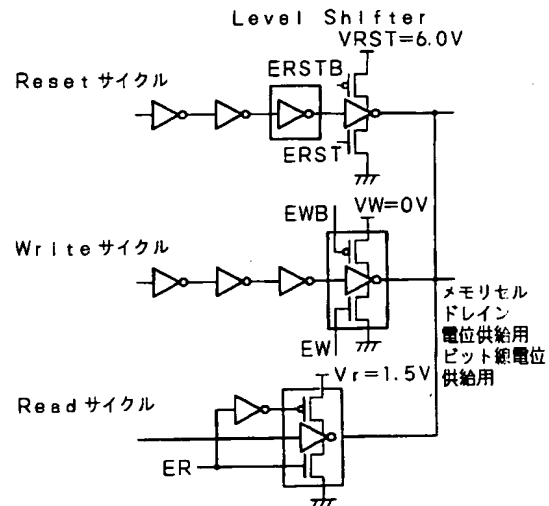 Level Shifter
VRST=6.0V
ERSTB
Resetサイクル
ERST
EWB
VW=0V
Writeサイクル
メモリセル
ドレイン
電位供給用
ビット線電位
供給用
EW
Vr=1.5V
Readサイクル
ER